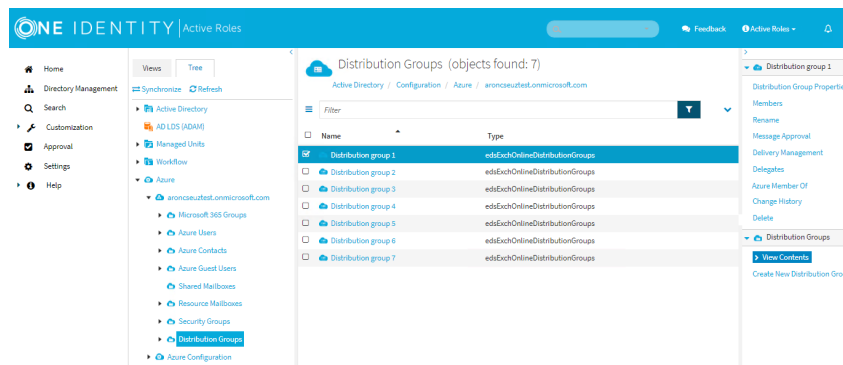 ONE IDENTITY Active Roles
Feedback
Active Roles
Home
Directory Management
Search
Customization
Approval
Settings
Help
Views Tree
Synchronize Refresh
Active Directory
AD LDS (ADAM)
Managed Units
Workflow
Azure
aroncseuztest.onmicrosoft.com
Microsoft 365 Groups
Azure Users
Azure Contacts
Azure Guest Users
Shared Mailboxes
Resource Mailboxes
Security Groups
Distribution Groups
Azure Configuration
Distribution Groups (objects found: 7)
Active Directory / Configuration / Azure / aroncseuztest.onmicrosoft.com
Filter
Name Type
Distribution group 1 edsExchOnlineDistributionGroups
Distribution group 2 edsExchOnlineDistributionGroups
Distribution group 3 edsExchOnlineDistributionGroups
Distribution group 4 edsExchOnlineDistributionGroups
Distribution group 5 edsExchOnlineDistributionGroups
Distribution group 6 edsExchOnlineDistributionGroups
Distribution group 7 edsExchOnlineDistributionGroups
Distribution group 1
Distribution Group Propertie
Members
Rename
Message Approval
Delivery Management
Delegates
Azure Member Of
Change History
Delete
Distribution Groups
View Contents
Create New Distribution Gro